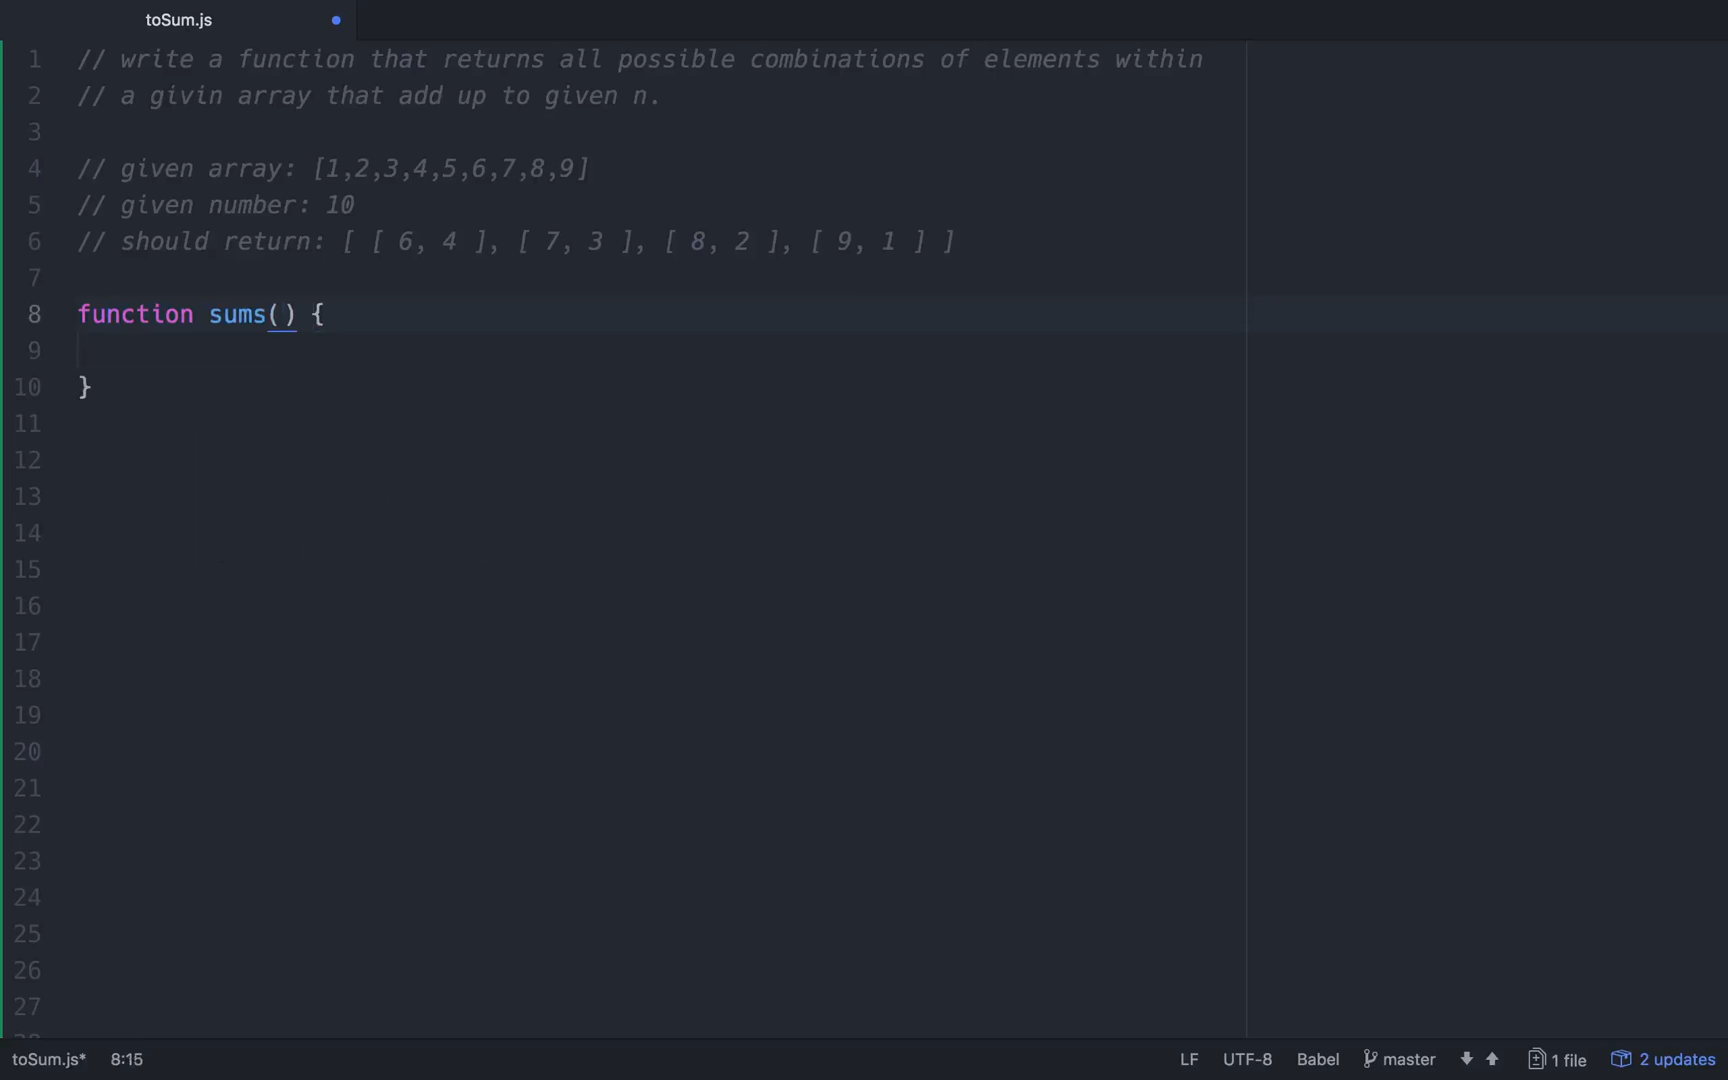 toSum.js
1 // write a function that returns all possible combinations of elements within
2 // a givin array that add up to given n.
3
4 // given array: [1,2,3,4,5,6,7,8,9]
5 // given number: 10
6 // should return: [ [ 6, 4 ], [ 7, 3 ], [ 8, 2 ], [ 9, 1 ] ]
7
8 function sums() {
9
10 }
11
12
13
14
15
16
17
18
19
20
21
22
23
24
25
26
27
toSum.js* 8:15 LF UTF-8 Babel master 1 file 2 updates